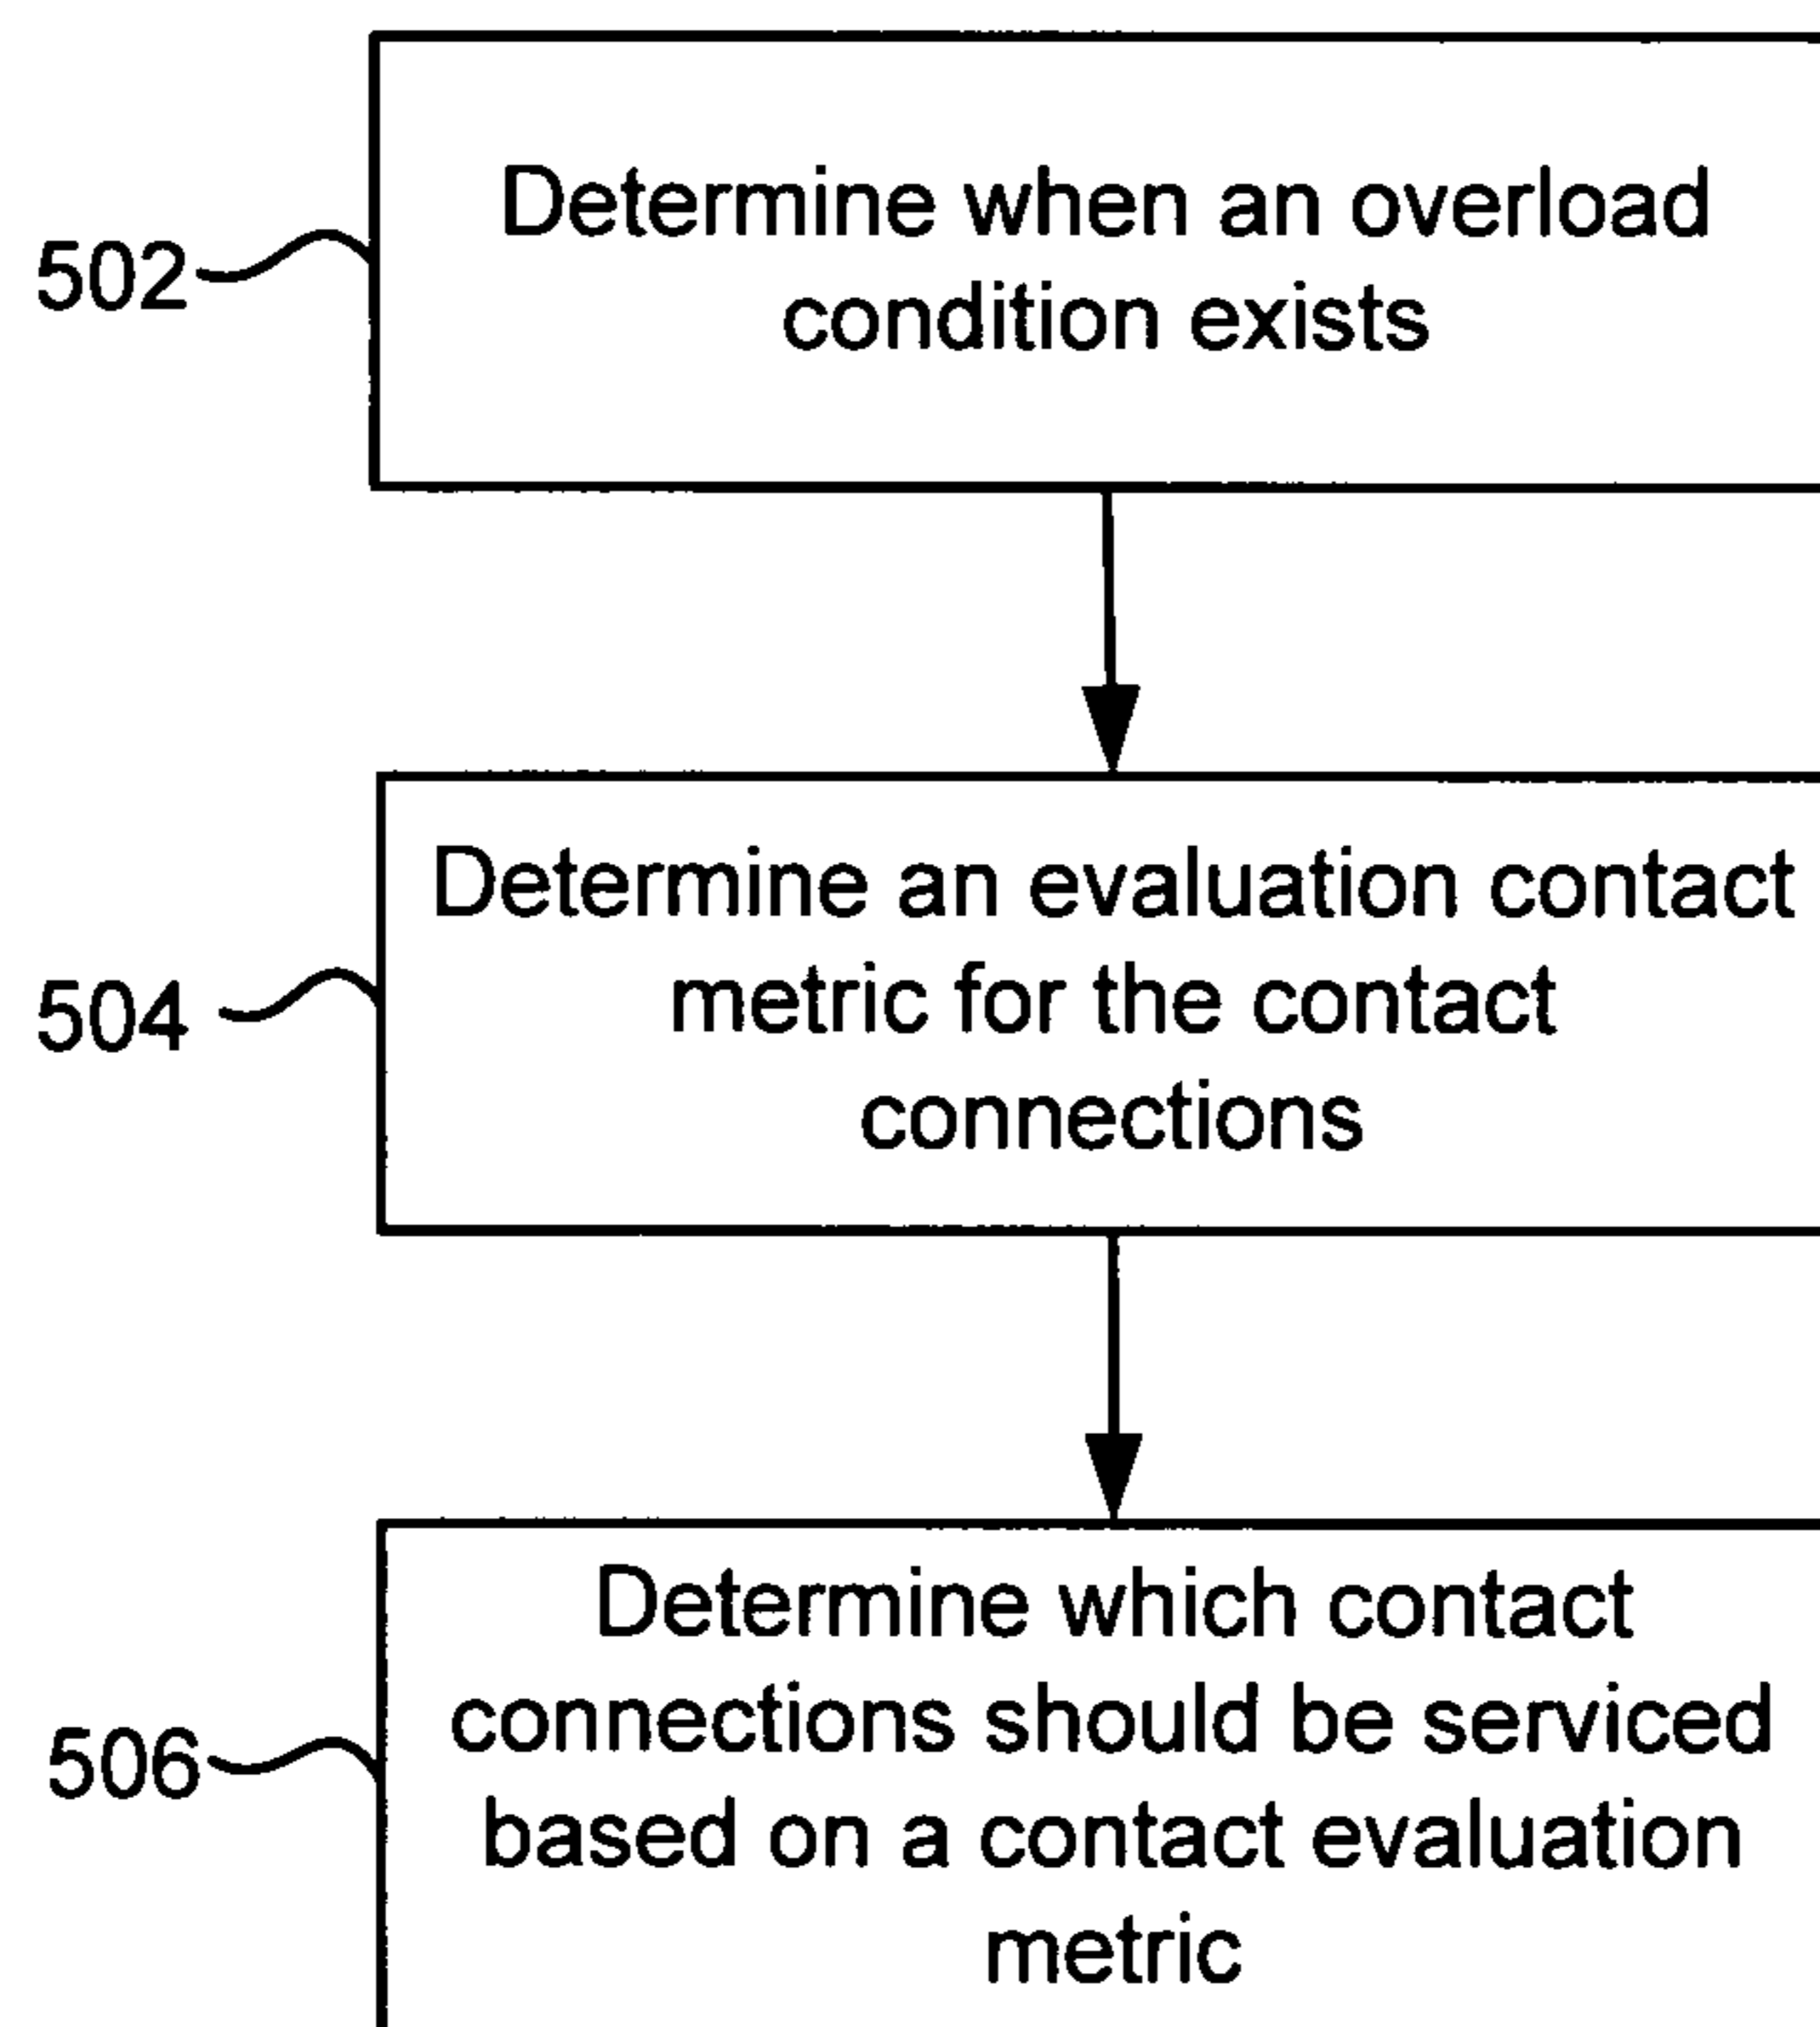 Determine when an overload
condition exists
502
Determine an evaluation contact
metric for the contact
connections
504
Determine which contact
connections should be serviced
based on a contact evaluation
metric
506